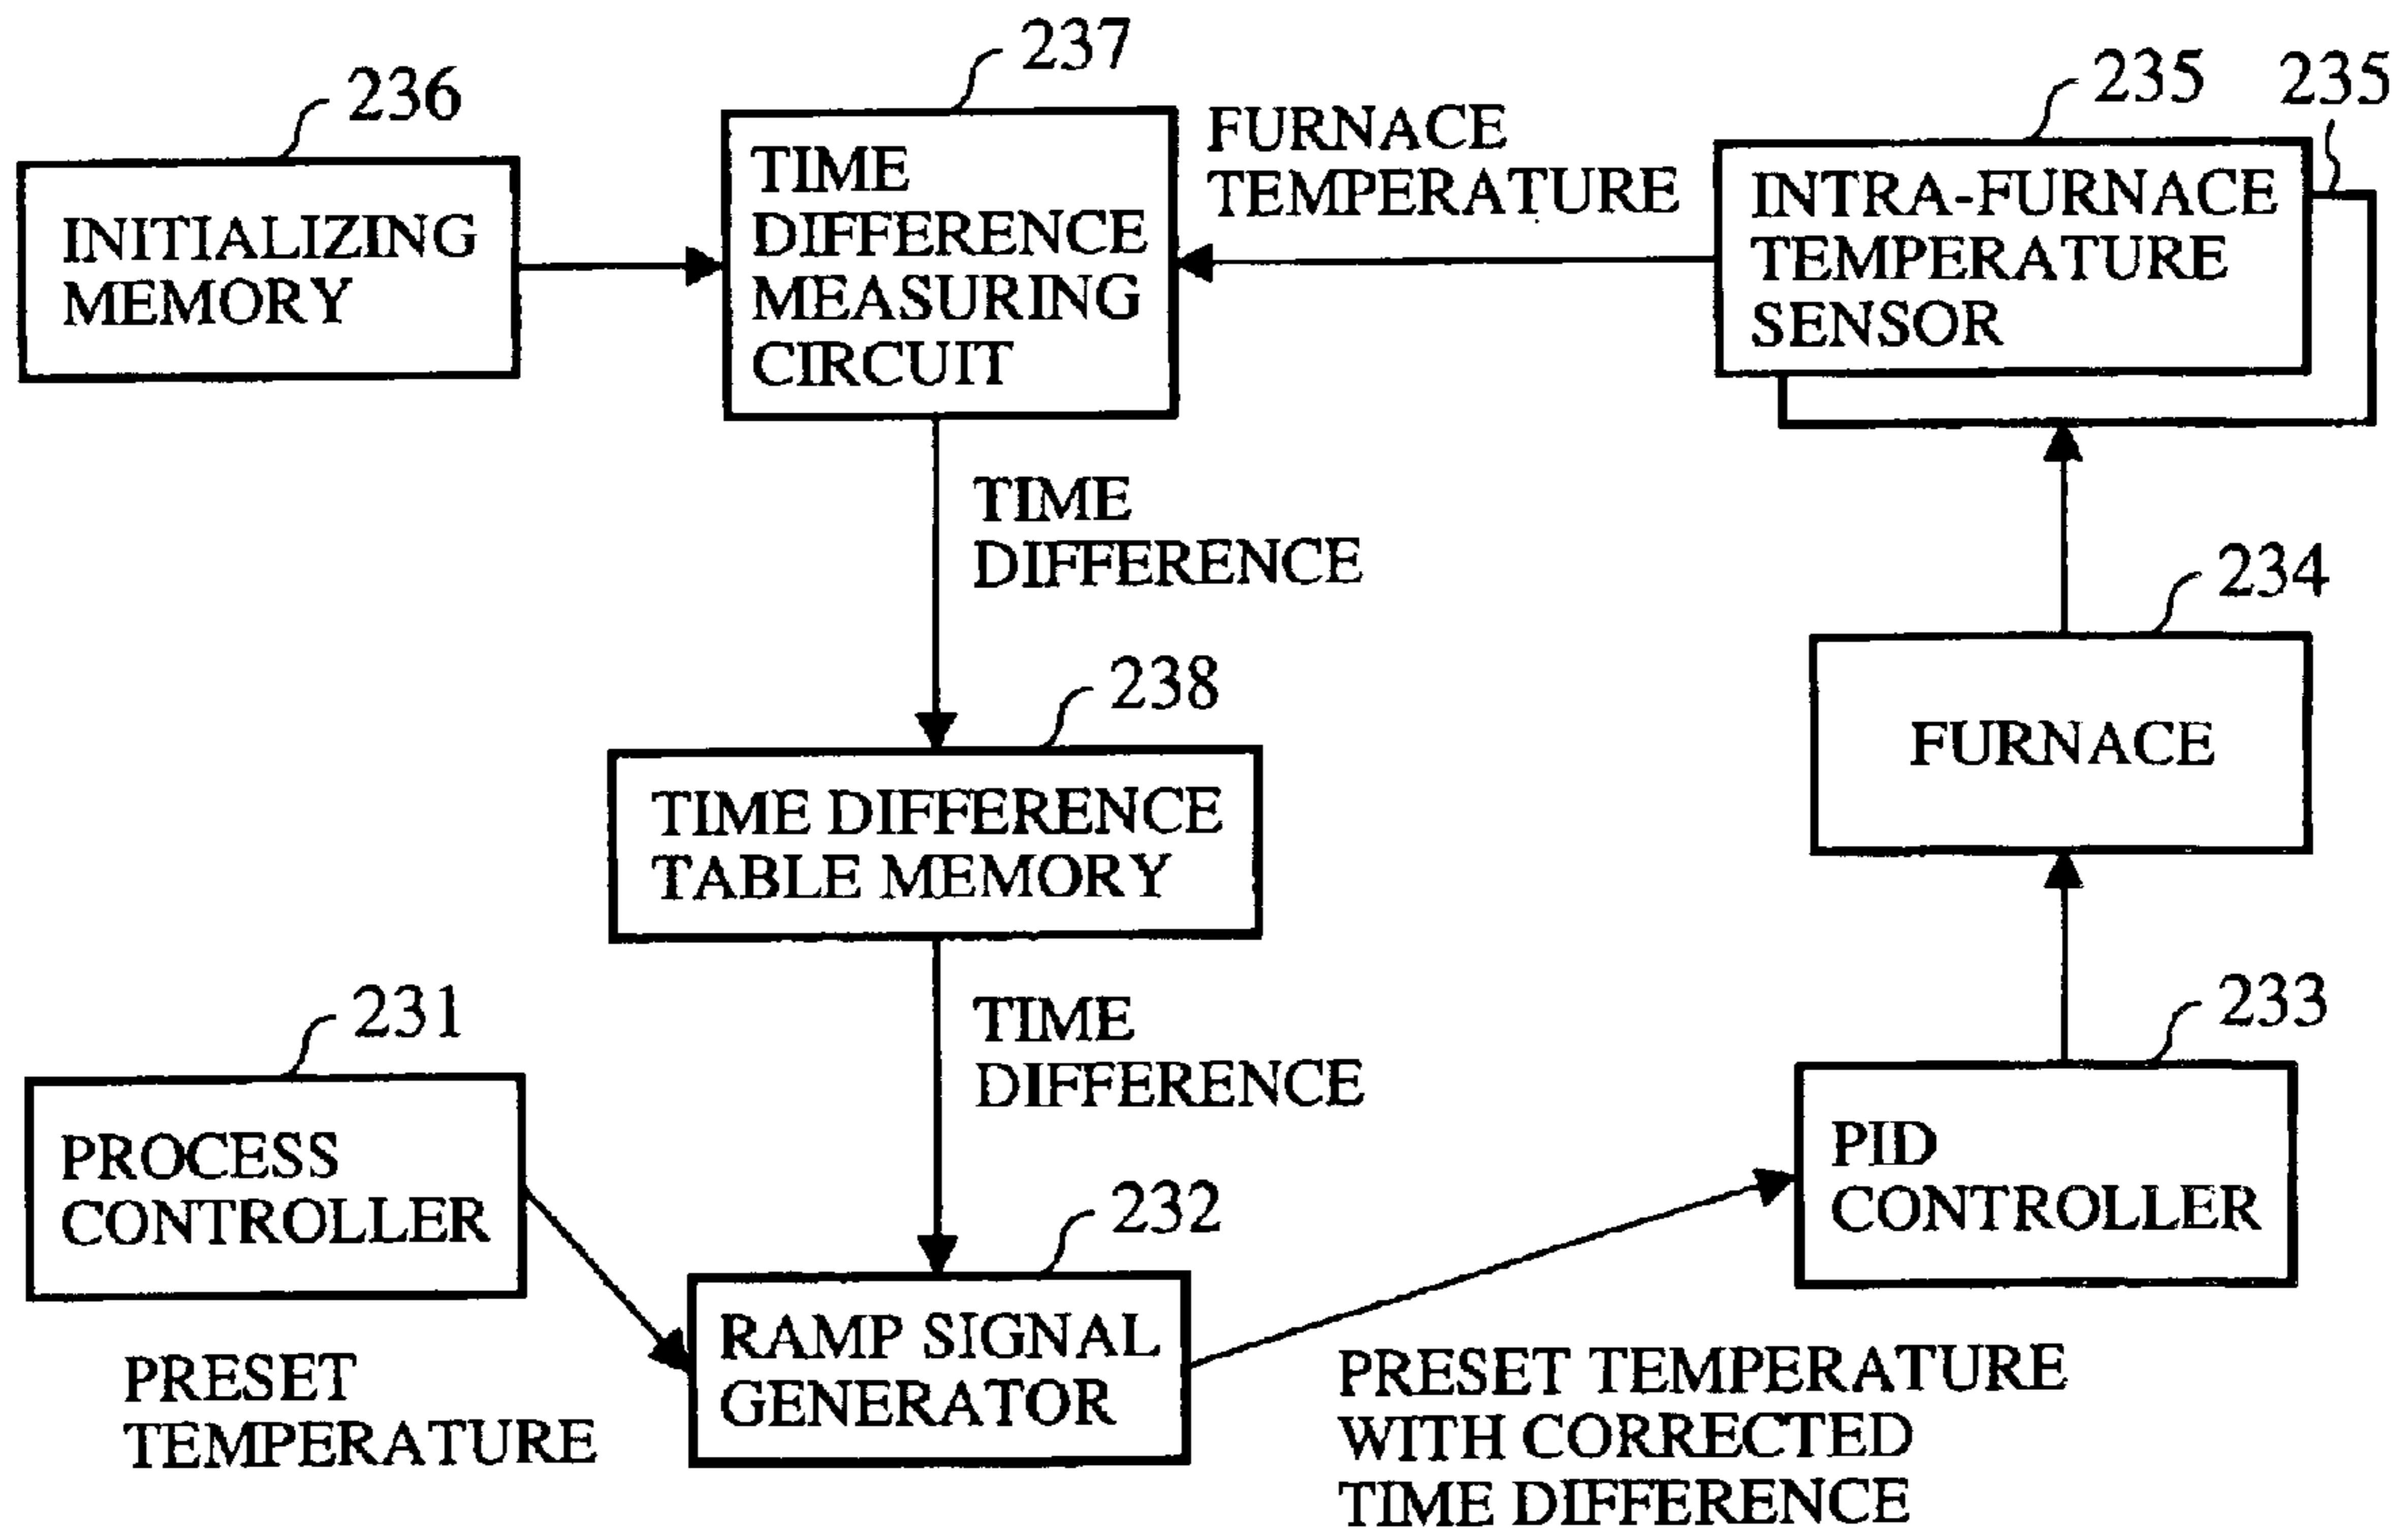 237
236
235
235
INITIALIZING
MEMORY
TIME
DIFFERENCE
MEASURING
CIRCUIT
FURNACE
TEMPERATURE
INTRA-FURNACE
TEMPERATURE
SENSOR
TIME
DIFFERENCE
234
FURNACE
238
TIME DIFFERENCE
TABLE MEMORY
TIME
DIFFERENCE
231
PROCESS
CONTROLLER
233
PID
CONTROLLER
232
RAMP SIGNAL
GENERATOR
PRESET
TEMPERATURE
PRESET TEMPERATURE
WITH CORRECTED
TIME DIFFERENCE